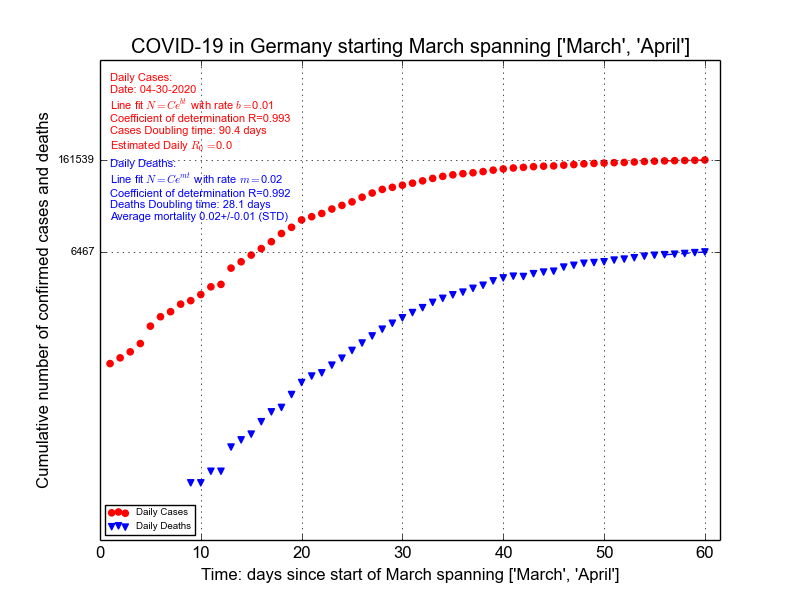 COVID-19 in Germany starting March spanning ['March', 'April']
Daily Cases:
Date: 04-30-2020
Line fit N = Ce^{bt} with rate b =0.01
Coefficient of determination R=0.993
Cases Doubling time: 90.4 days
Estimated Daily R_0 =0.0
Daily Deaths:
Line fit N = Ce^{mt} with rate m =0.02
Coefficient of determination R=0.992
Deaths Doubling time: 28.1 days
Average mortality 0.02+/-0.01 (STD)
161539
6467
Cumulative number of confirmed cases and deaths
Daily Cases
Daily Deaths
0 10 20 30 40 50 60
Time: days since start of March spanning ['March', 'April']